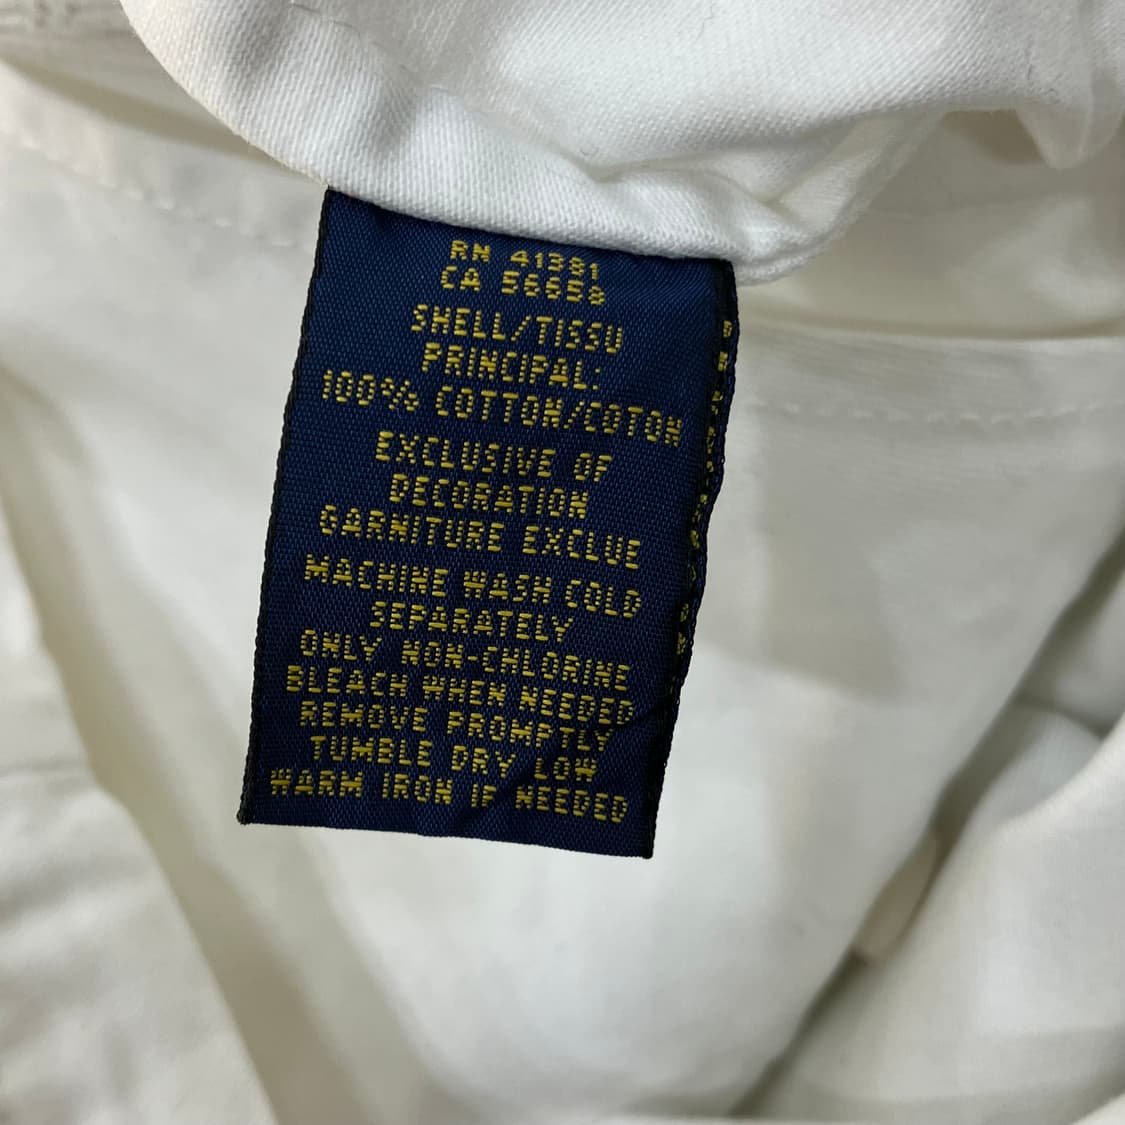 RN 41381
CA 56658
SHELL/TISSU
PRINCIPAL:
100% COTTON/COTON
EXCLUSIVE OF
DECORATION
GARNITURE EXCLUE
MACHINE WASH COLD
SEPARATELY
ONLY NON-CHLORINE
BLEACH WHEN NEEDED
REMOVE PROMPTLY
TUMBLE DRY LOW
WARM IRON IF NEEDED